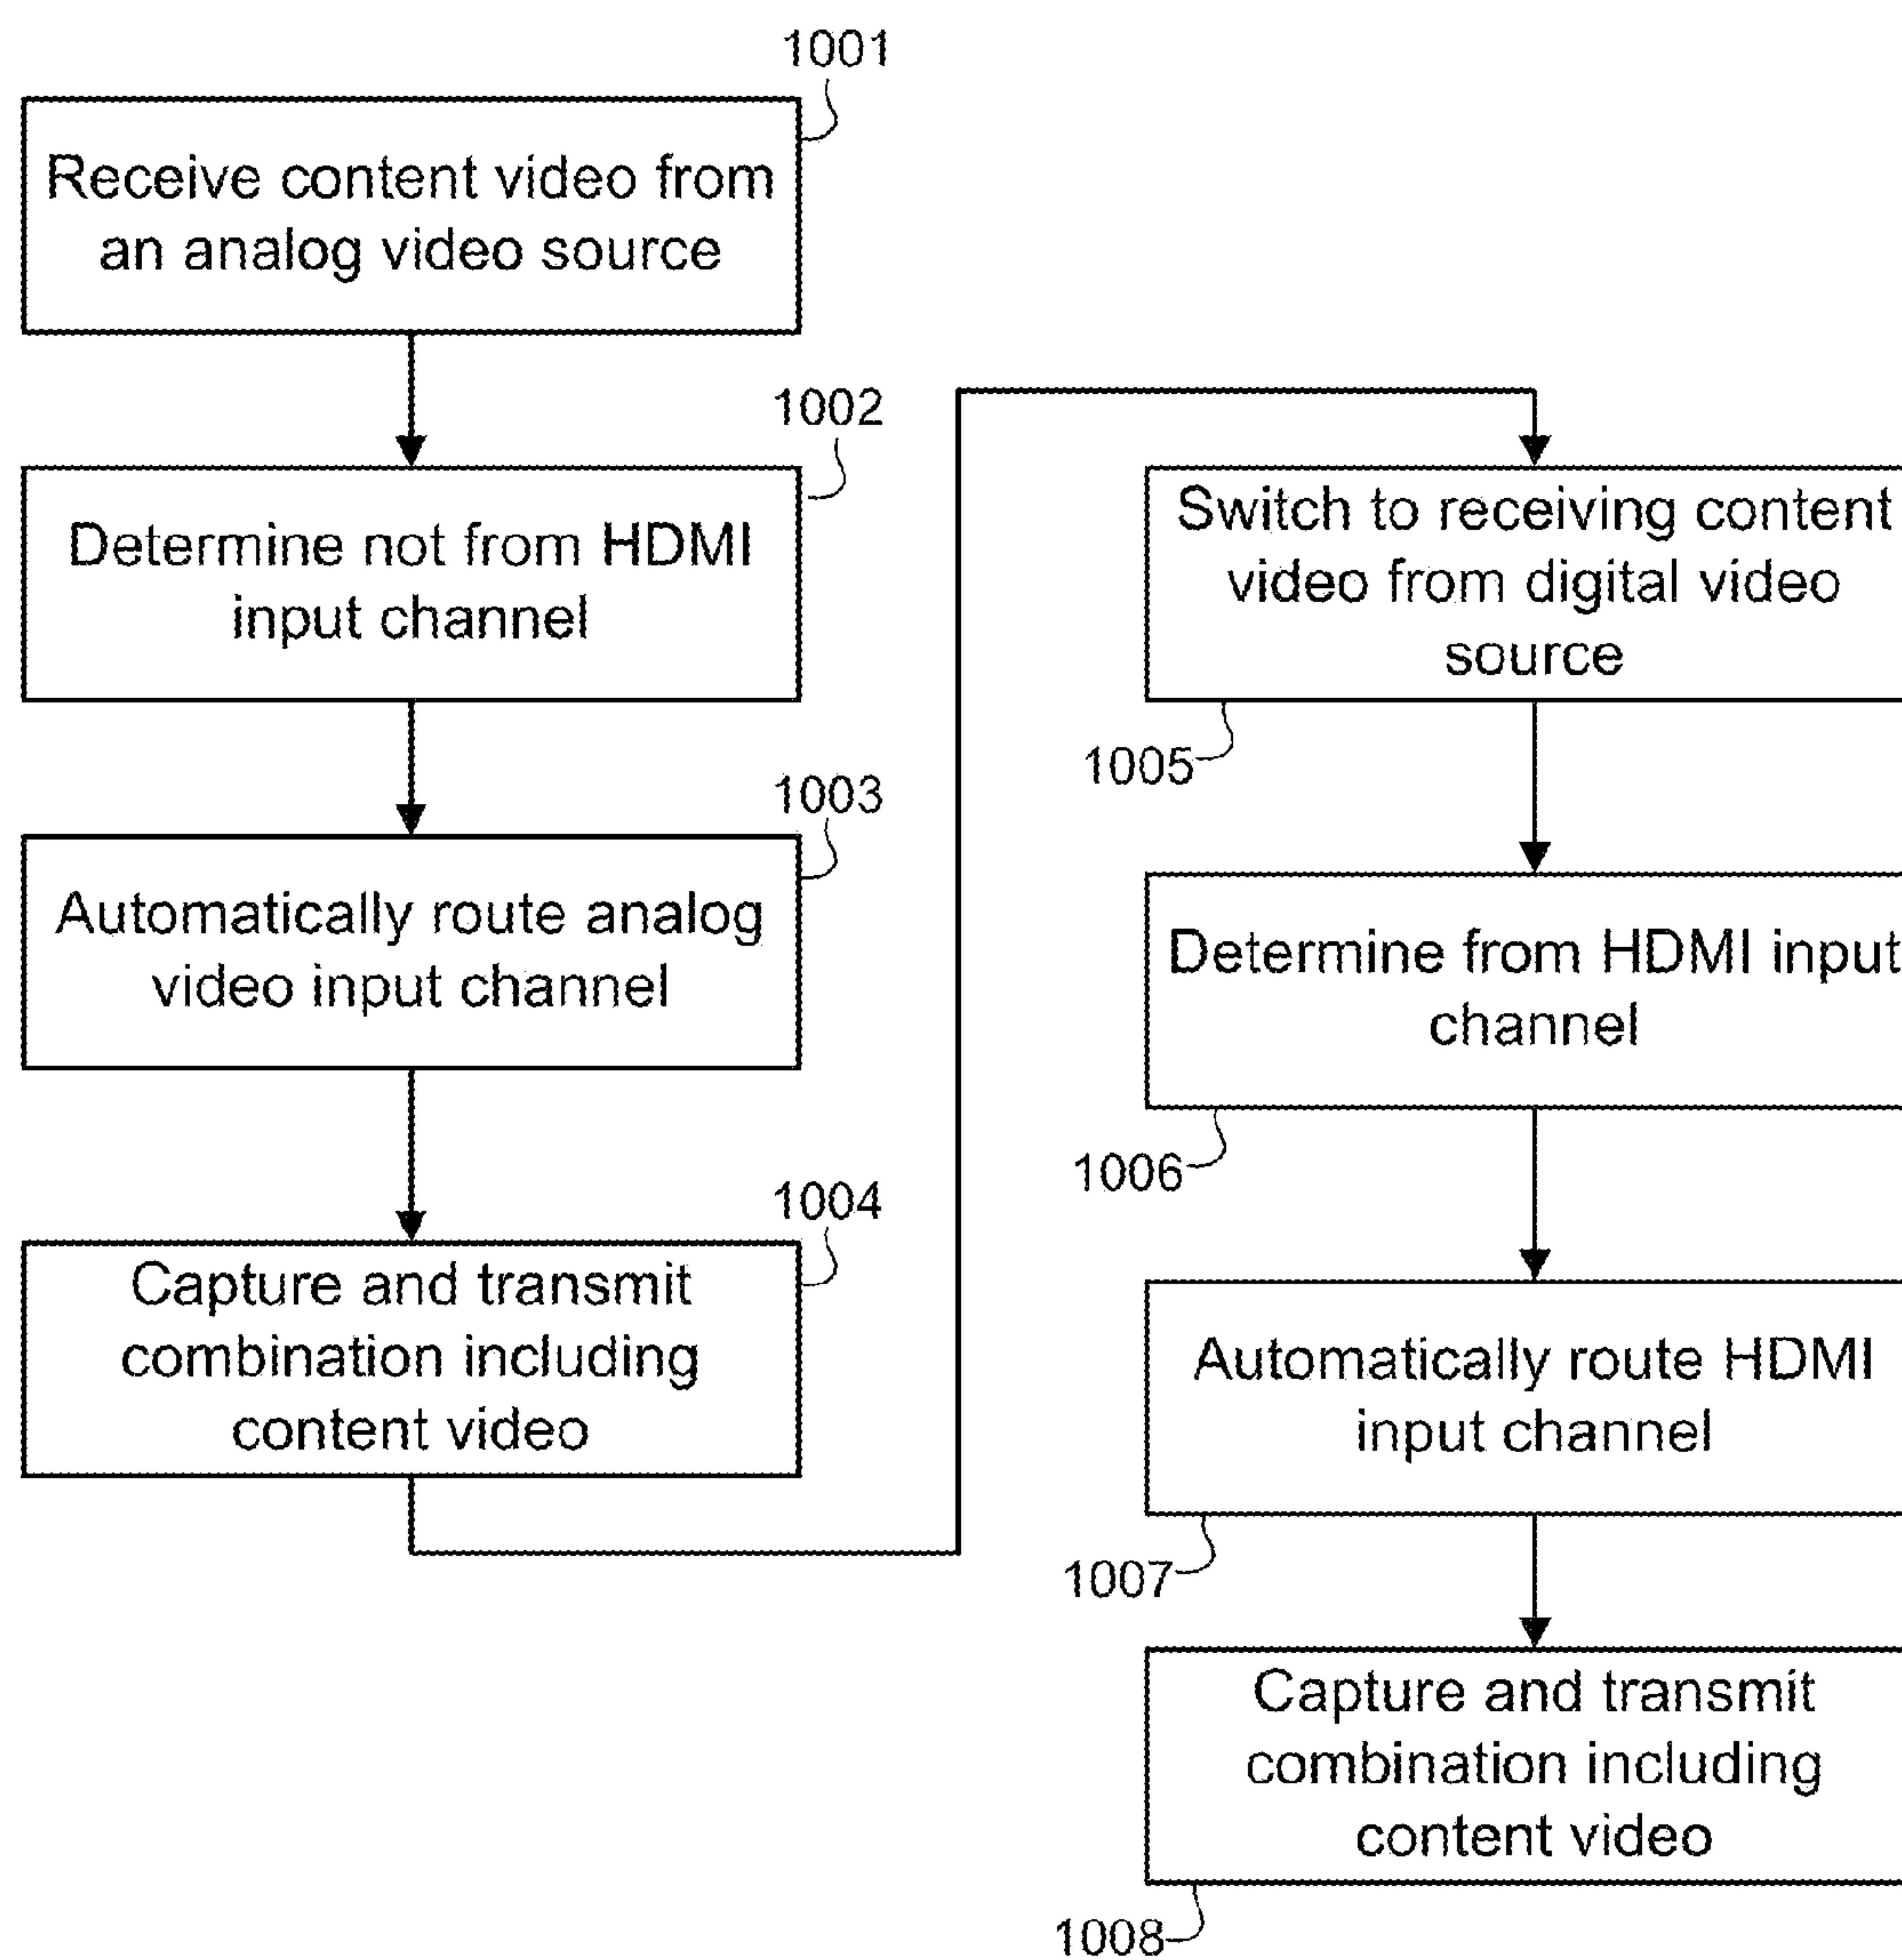 1001
Receive content video from
an analog video source
1002
Determine not from HDMI
input channel
1003
Automatically route analog
video input channel
1004
Capture and transmit
combination including
content video
Switch to receiving content
video from digital video
source
1005
Determine from HDMI input
channel
1006
Automatically route HDMI
input channel
1007
Capture and transmit
combination including
content video
1008